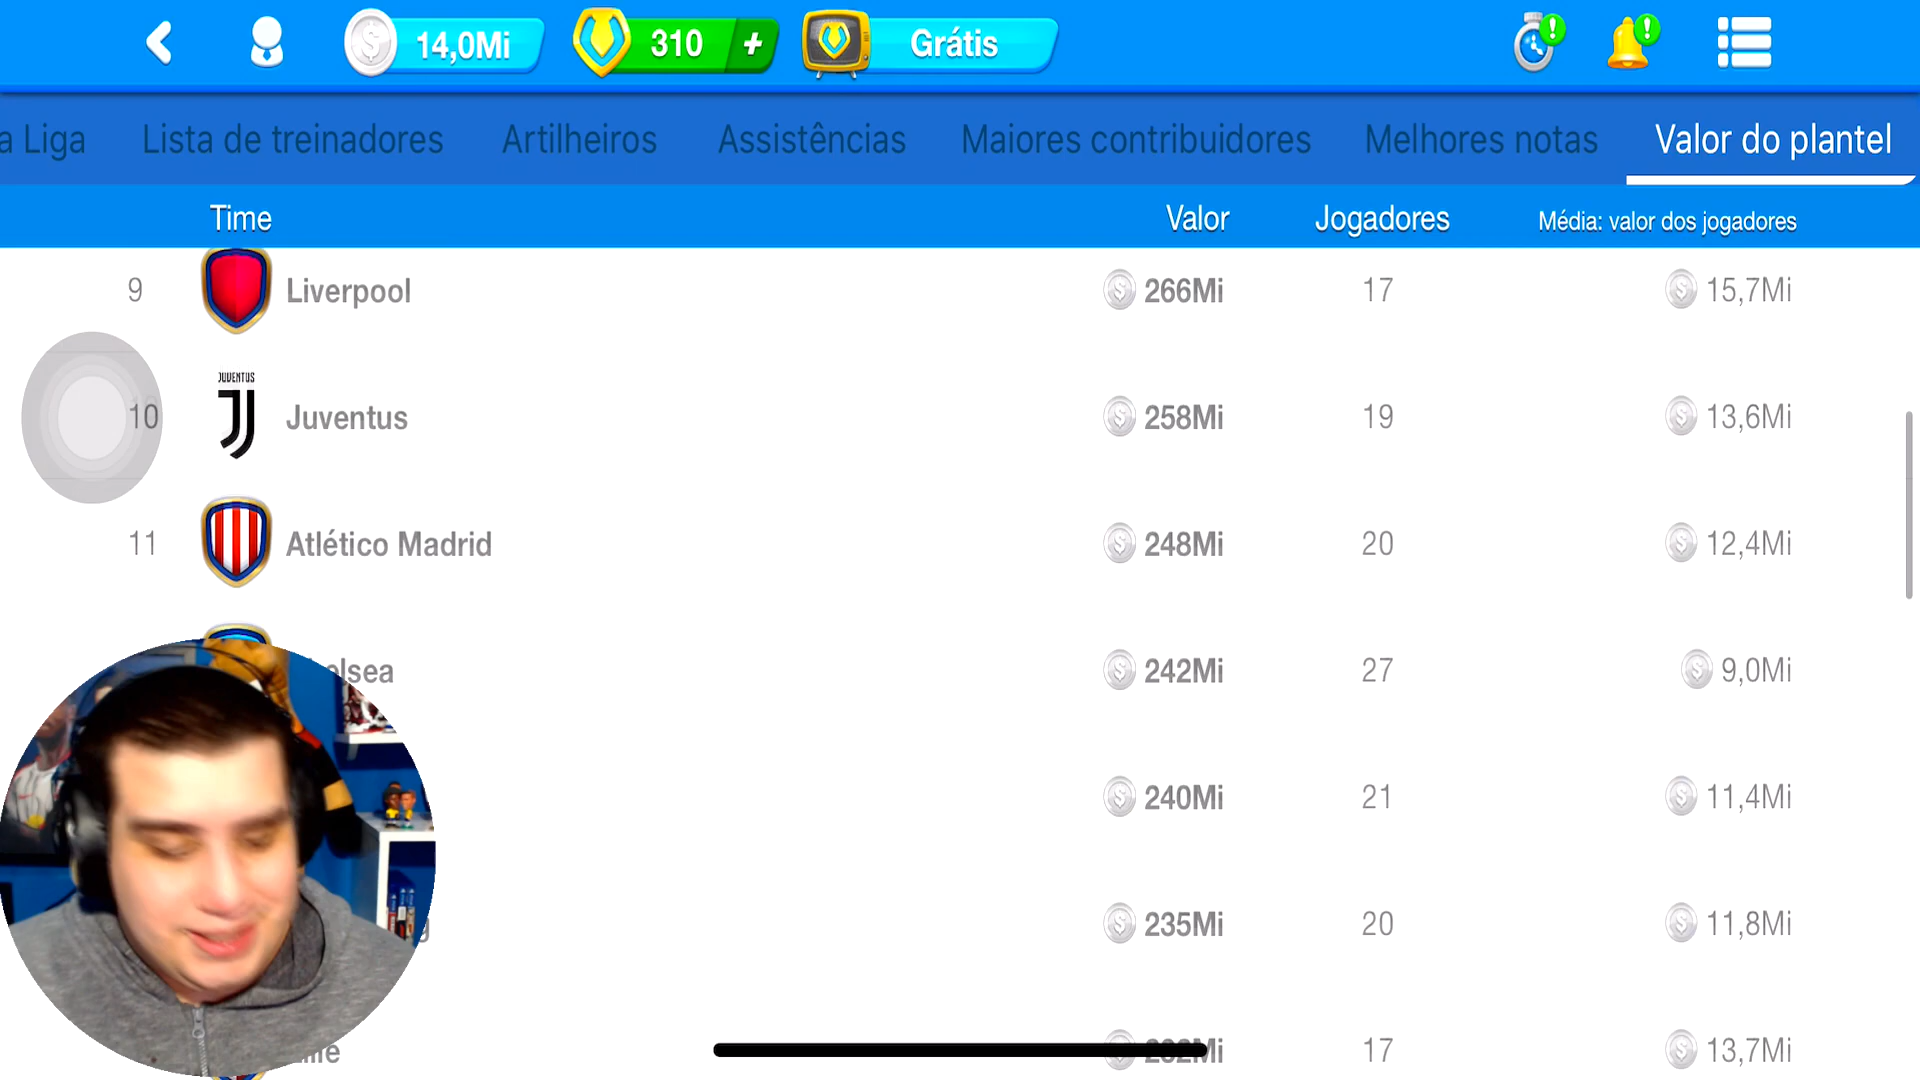 14,0Mi 310 + Grátis
a Liga Lista de treinadores Artilheiros Assistências Maiores contribuidores Melhores notas Valor do plantel
Time Valor Jogadores Média: valor dos jogadores
9 Liverpool 266Mi 17 15,7Mi
JUVENTUS
10 Juventus 258Mi 19 13,6Mi
11 Atlético Madrid 248Mi 20 12,4Mi
elsea 242Mi 27 9,0Mi
240Mi 21 11,4Mi
235Mi 20 11,8Mi
17 13,7Mi